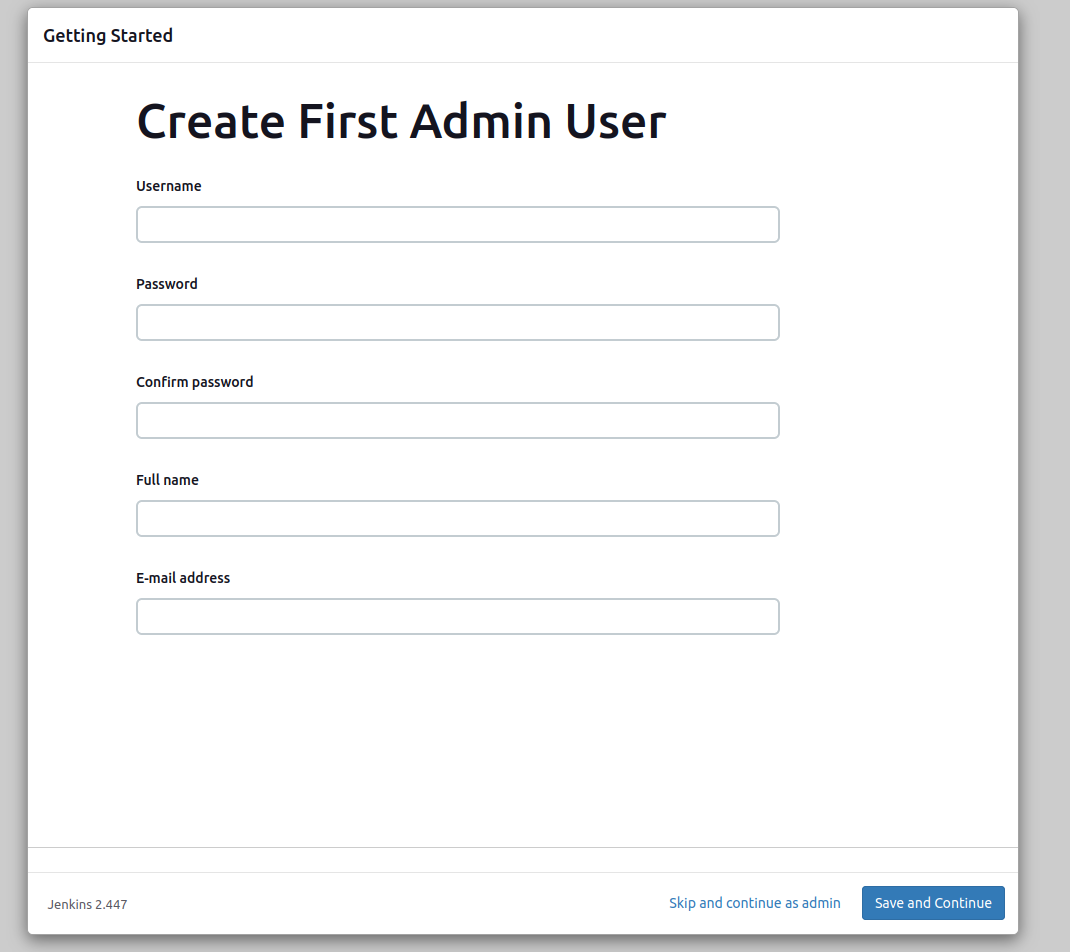 Getting Started
Create First Admin User
Username
Password
Confirm password
Full name
E-mail address
Jenkins 2.447
Skip and continue as admin
Save and Continue